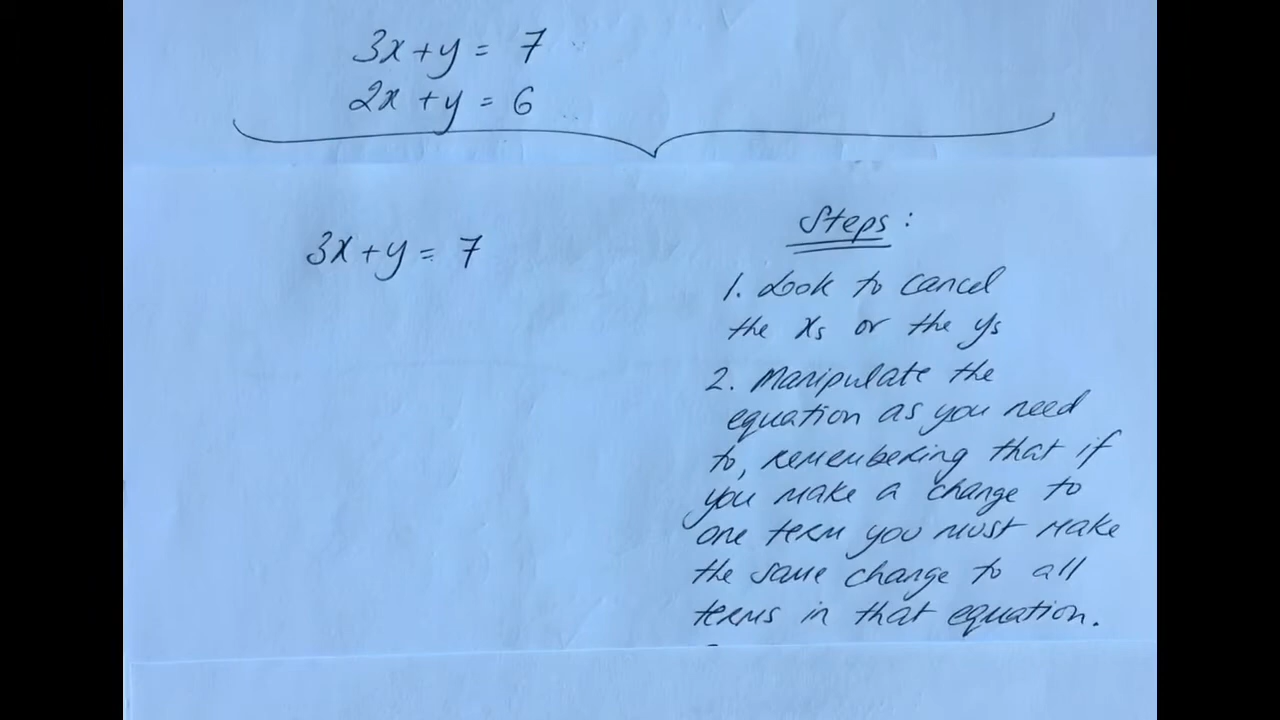 3x + y = 7
2x + y = 6
3x + y = 7
Steps :
1. Look to cancel
the xs or the ys
2. Manipulate the
equation as you need
to, remembering that if
you make a change to
one term you must make
the same change to all
terms in that equation.